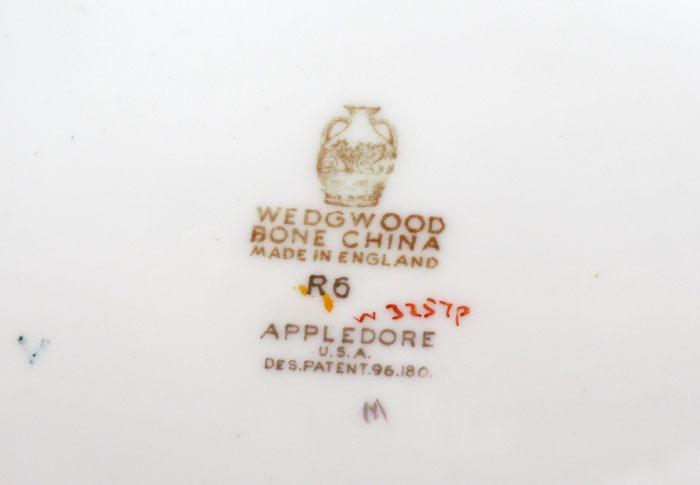 WEDGWOOD
BONE CHINA
MADE IN ENGLAND
R6
W3257P
APPLEDORE
U.S.A.
DES.PATENT.96.180.
M